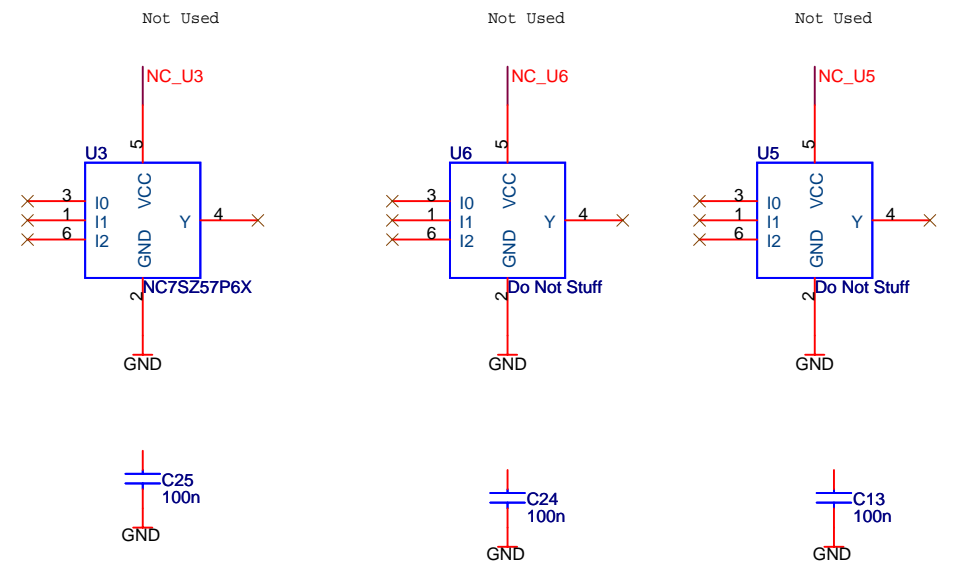 Not Used
Not Used
Not Used
NC_U3
NC_U6
NC_U5
5
5
5
U3
U6
U5
VCC
VCC
VCC
3
I0
3
I0
3
I0
1
I1
Y
4
1
I1
Y
4
1
I1
Y
4
6
I2
6
I2
6
I2
GND
GND
GND
2
NC7SZ57P6X
2
Do Not Stuff
2
Do Not Stuff
GND
GND
GND
C25
100n
C24
100n
C13
100n
GND
GND
GND